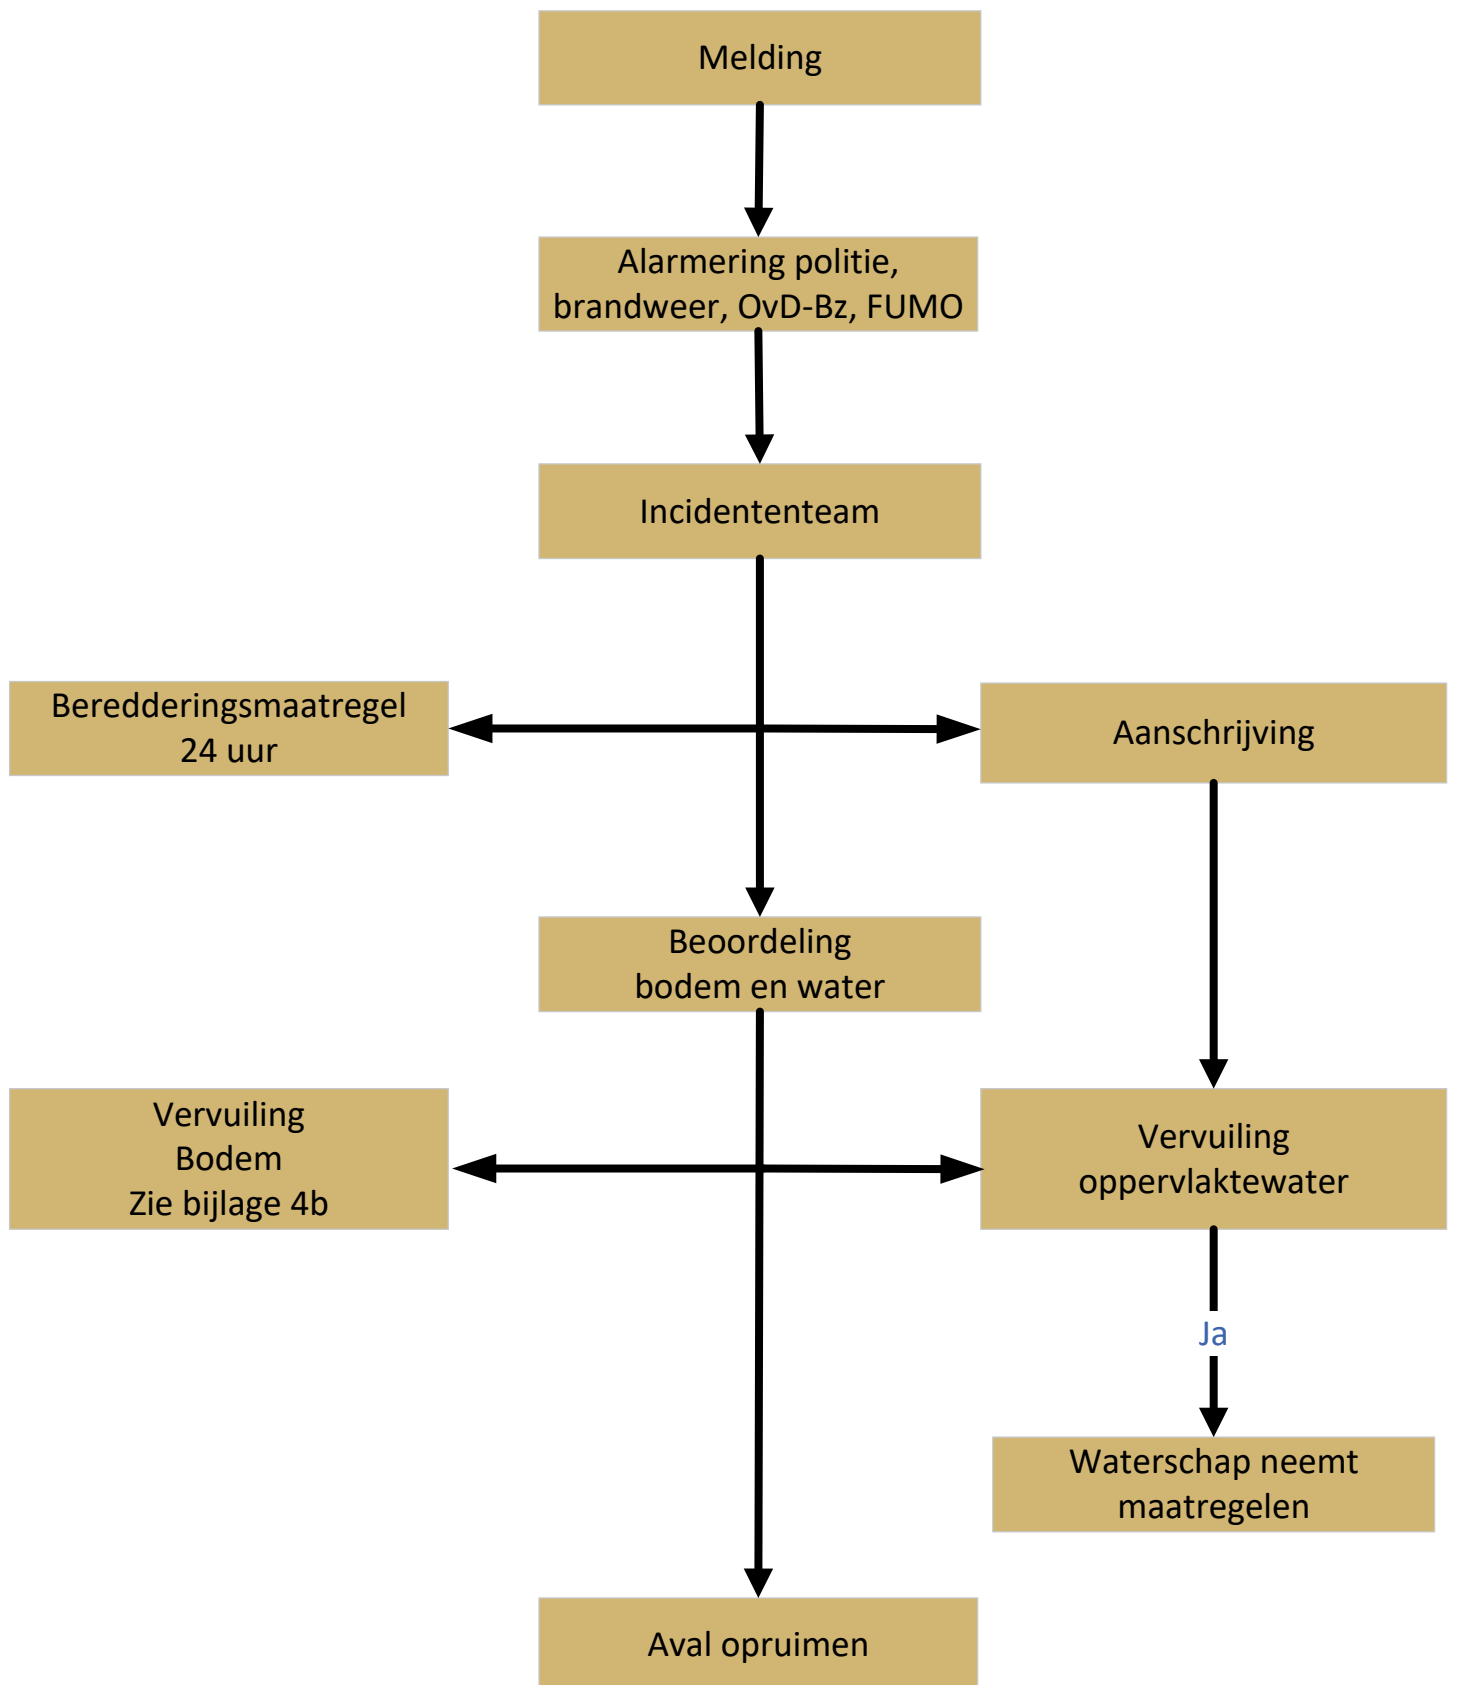 Melding
Alarmering politie,
brandweer, OvD-Bz, FUMO
Incidententeam
Beredderingsmaatregel
24 uur
Aanschrijving
Beoordeling
bodem en water
Vervuiling
Bodem
Zie bijlage 4b
Vervuiling
oppervlaktewater
Ja
Waterschap neemt
maatregelen
Aval opruimen